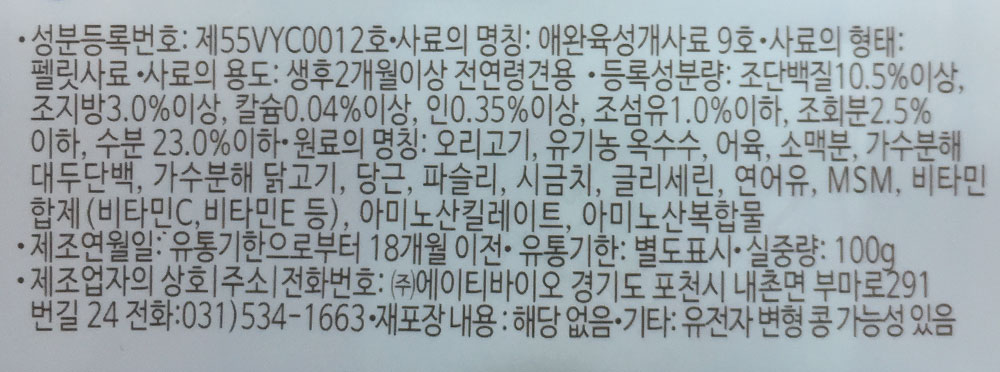 ·성분등록번호: 제55VYC0012호·사료의 명칭: 애완육성개사료 9호·사료의 형태:
펠릿사료 ·사료의 용도: 생후2개월이상 전연령견용 ·등록성분량: 조단백질10.5%이상,
조지방3.0%이상, 칼슘0.04%이상, 인0.35%이상, 조섬유1.0%이하, 조회분2.5%
이하, 수분 23.0%이하·원료의 명칭: 오리고기, 유기농 옥수수, 어육, 소맥분, 가수분해
대두단백, 가수분해 닭고기, 당근, 파슬리, 시금치, 글리세린, 연어유, MSM, 비타민
합제(비타민C,비타민E 등), 아미노산킬레이트, 아미노산복합물
·제조연월일: 유통기한으로부터 18개월 이전· 유통기한: 별도표시·실중량: 100g
·제조업자의 상호|주소|전화번호: ㈜에이티바이오 경기도 포천시 내촌면 부마로291
번길 24 전화:031)534-1663·재포장 내용 : 해당 없음·기타: 유전자 변형 콩 가능성 있음